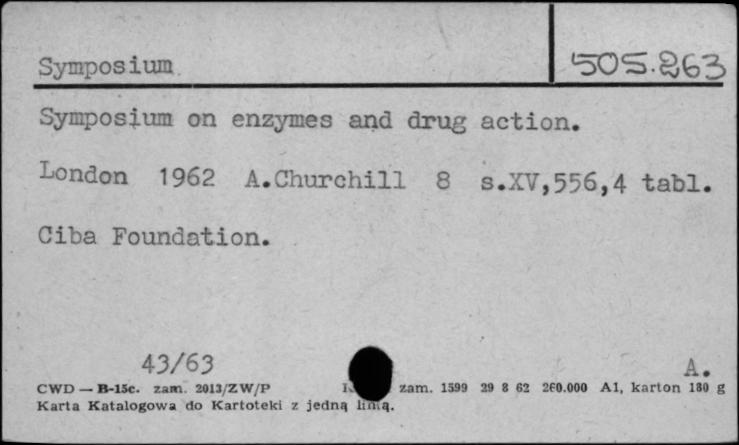 Symposium 505.263
Symposium on enzymes and drug action.
London 1962 A.Churchill 8 s.XV,556,4 tabl.
Ciba Foundation.
43/63 A.
CWD — B-15c. zam. 2013/ZW/P zam. 1599 29 8 62 260.000 A1, karton 180 g
Karta Katalogowa do Kartoteki z jedną linią.